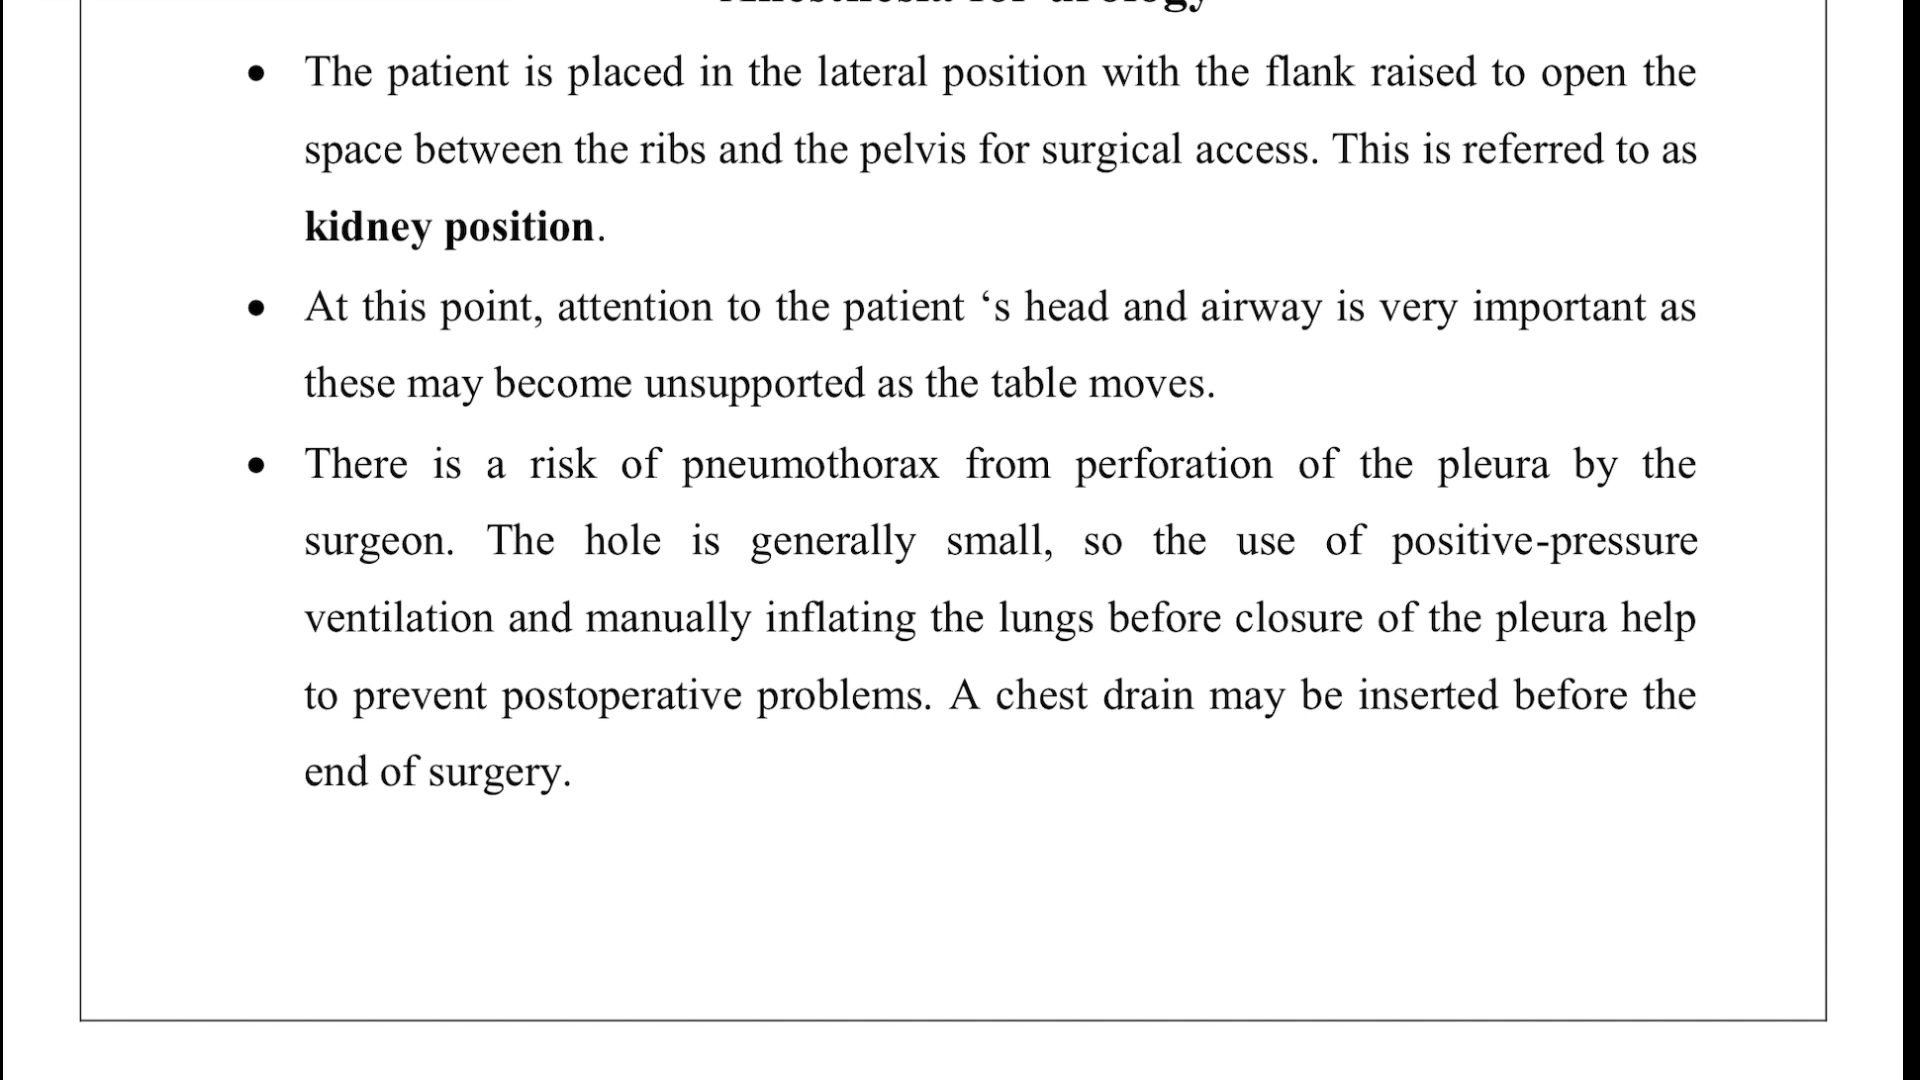 Anesthesia for urology
• The patient is placed in the lateral position with the flank raised to open the
space between the ribs and the pelvis for surgical access. This is referred to as
kidney position.
• At this point, attention to the patient ‘s head and airway is very important as
these may become unsupported as the table moves.
• There is a risk of pneumothorax from perforation of the pleura by the
surgeon. The hole is generally small, so the use of positive-pressure
ventilation and manually inflating the lungs before closure of the pleura help
to prevent postoperative problems. A chest drain may be inserted before the
end of surgery.